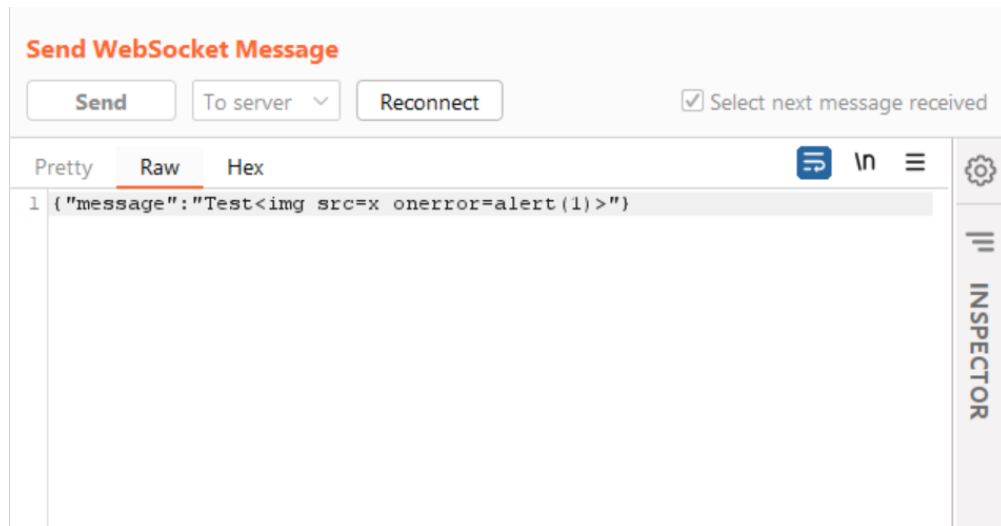 Send WebSocket Message
Send To server Reconnect Select next message received
Pretty Raw Hex \n
1 {"message":"Test<img src=x onerror=alert(1)>"}
INSPECTOR